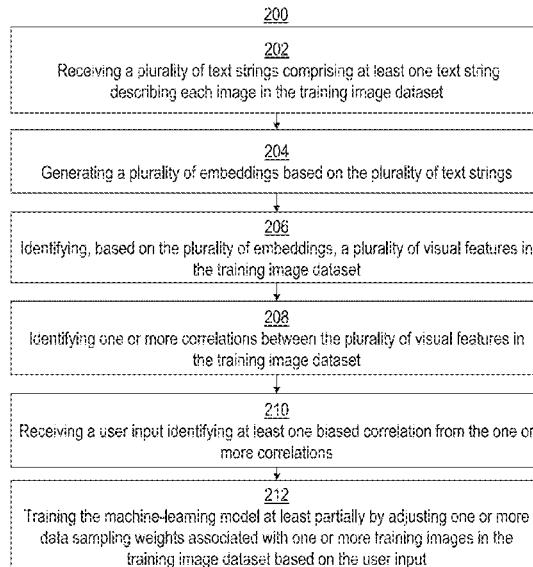 200
202
Receiving a plurality of text strings comprising at least one text string
describing each image in the training image dataset
204
Generating a plurality of embeddings based on the plurality of text strings
206
Identifying, based on the plurality of embeddings, a plurality of visual features in
the training image dataset
208
Identifying one or more correlations between the plurality of visual features in
the training image dataset
210
Receiving a user input identifying at least one biased correlation from the one or
more correlations
212
Training the machine-learning model at least partially by adjusting one or more
data sampling weights associated with one or more training images in the
training image dataset based on the user input